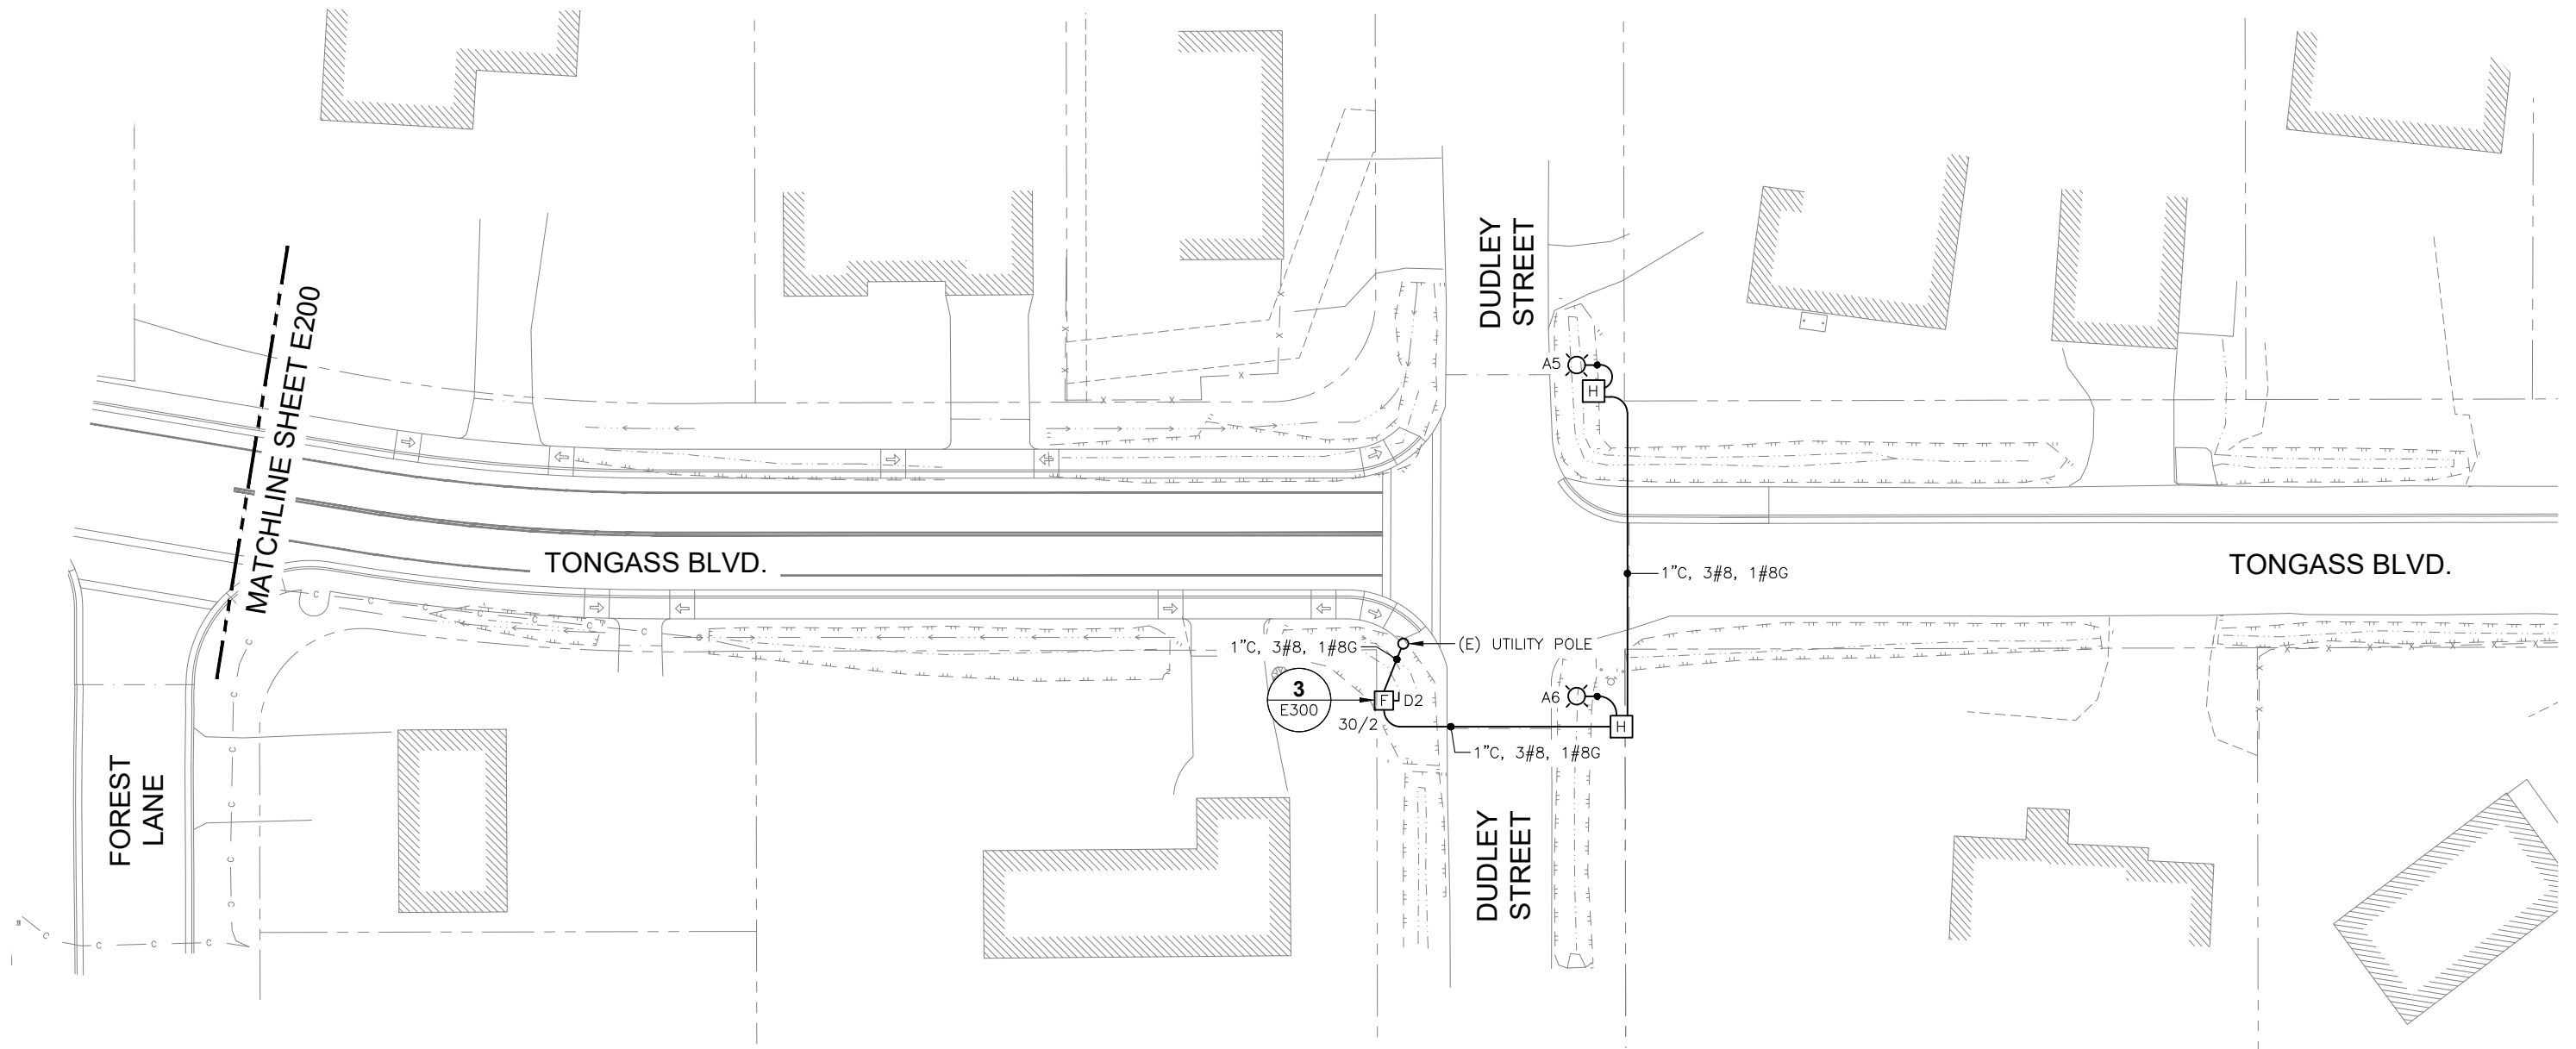 MATCHLINE SHEET E200
DUDLEY
STREET
A5
H
TONGASS BLVD.
1"C, 3#8, 1#8G
TONGASS BLVD.
1"C, 3#8, 1#8G
(E) UTILITY POLE
3
E300
F
D2
30/2
A6
H
1"C, 3#8, 1#8G
FOREST
LANE
DUDLEY
STREET